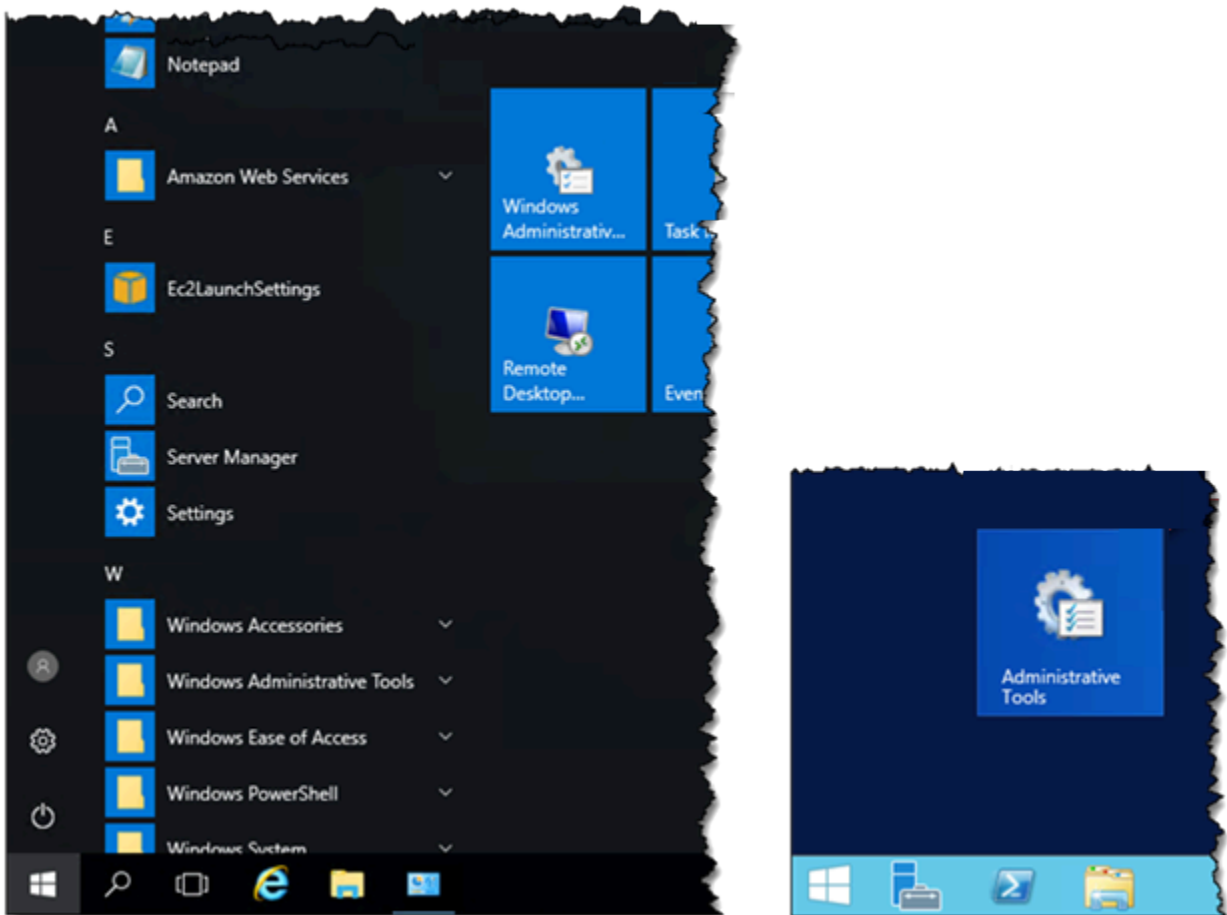 Notepad
A
Amazon Web Services
E
Ec2LaunchSettings
S
Search
Server Manager
Settings
W
Windows Accessories
Windows Administrative Tools
Windows Ease of Access
Windows PowerShell
Windows System
Windows
Administrativ...
Task
Remote
Desktop...
Even
Administrative
Tools